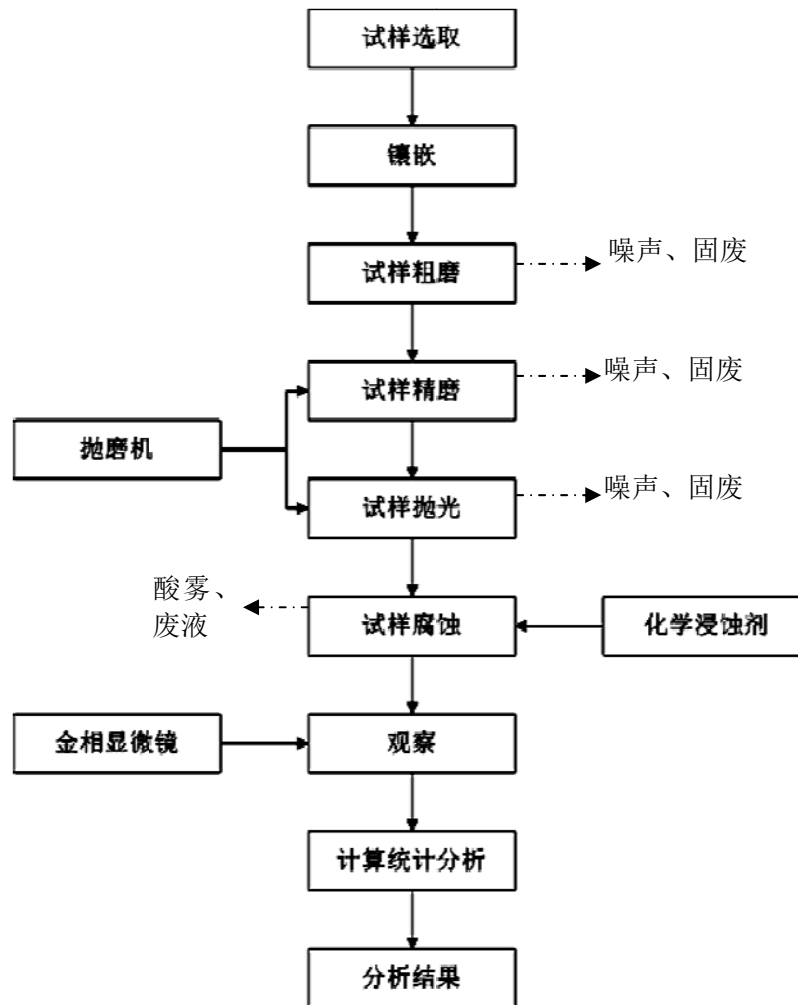 试样选取
镶嵌
试样粗磨
噪声、固废
试样精磨
噪声、固废
抛磨机
试样抛光
噪声、固废
酸雾、
废液
试样腐蚀
化学浸蚀剂
金相显微镜
观察
计算统计分析
分析结果